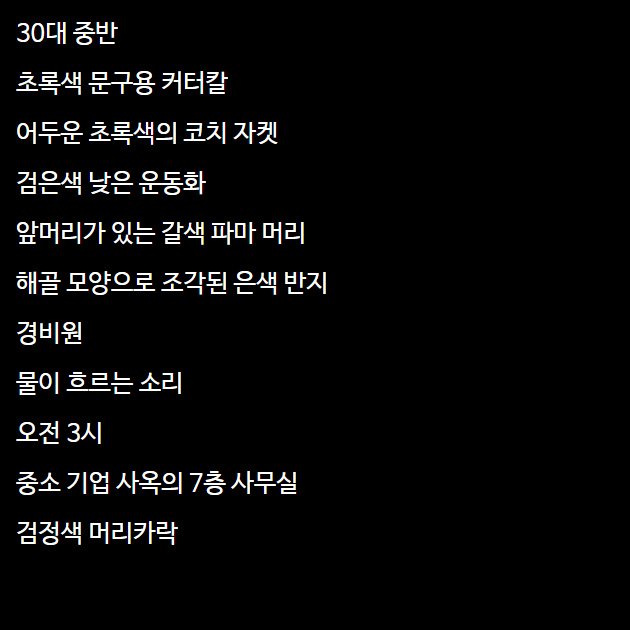 30대 중반
초록색 문구용 커터칼
어두운 초록색의 코치 자켓
검은색 낮은 운동화
앞머리가 있는 갈색 파마 머리
해골 모양으로 조각된 은색 반지
경비원
물이 흐르는 소리
오전 3시
중소 기업 사옥의 7층 사무실
검정색 머리카락